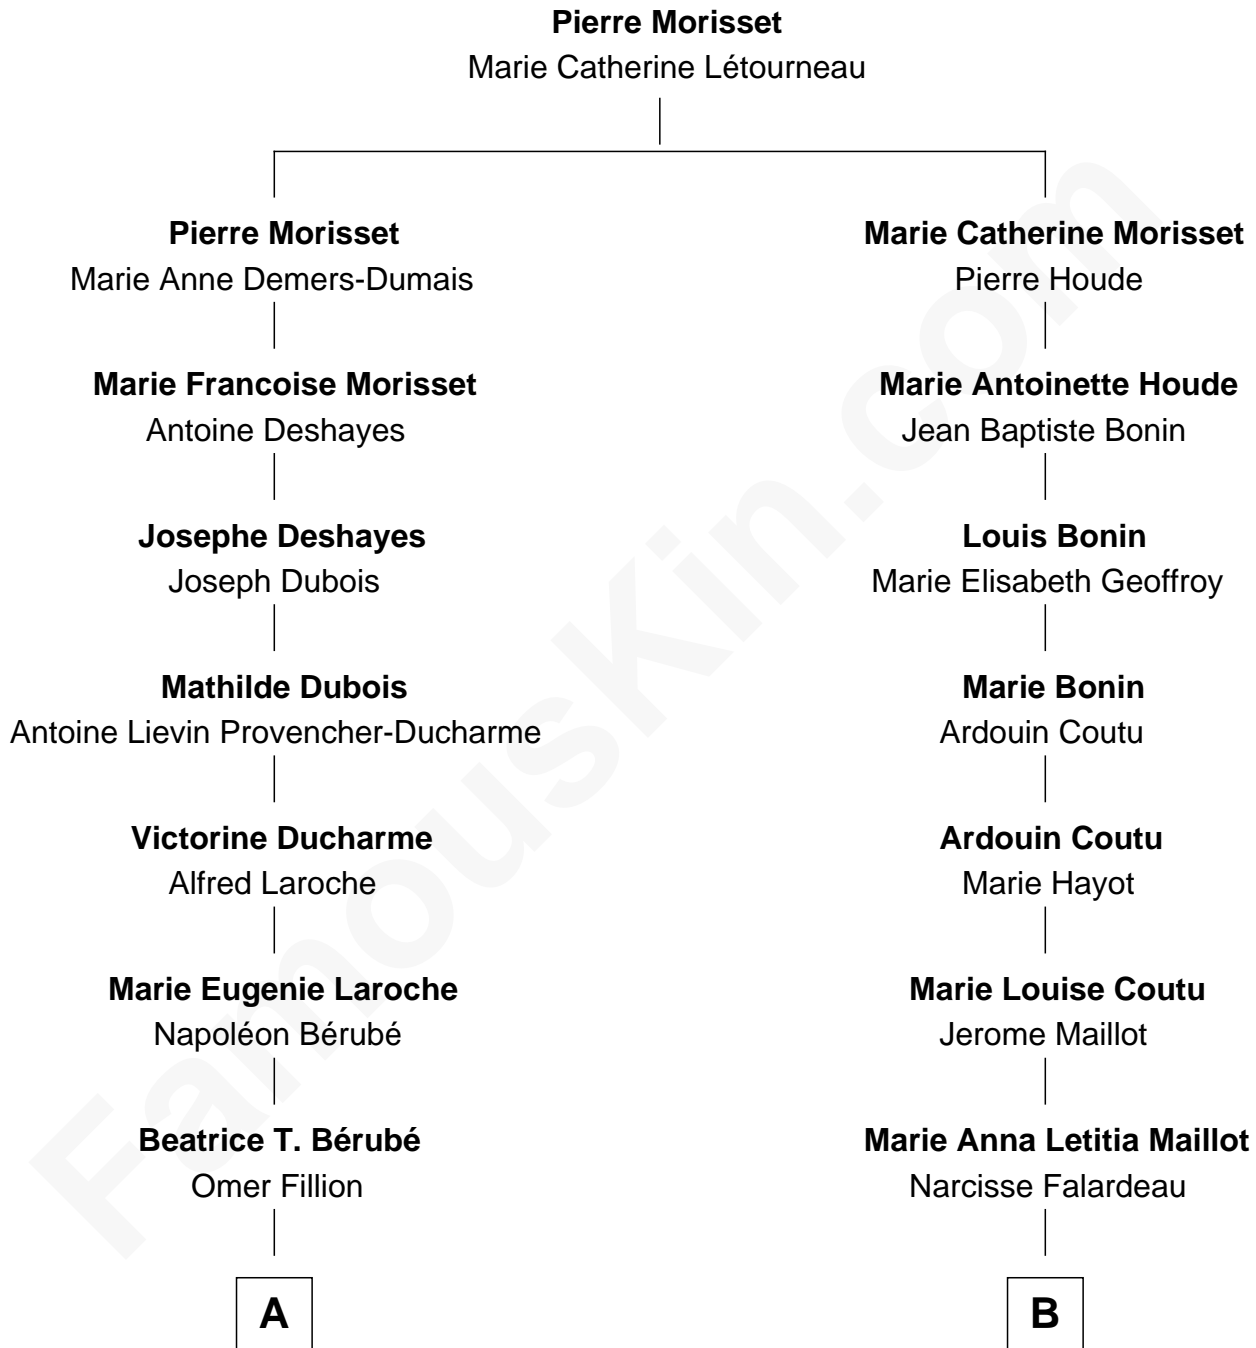 Pierre Morisset
Marie Catherine Létourneau
Pierre Morisset
Marie Anne Demers-Dumais
Marie Francoise Morisset
Antoine Deshayes
Josephe Deshayes
Joseph Dubois
Mathilde Dubois
Antoine Lievin Provencher-Ducharme
Victorine Ducharme
Alfred Laroche
Marie Eugenie Laroche
Napoléon Bérubé
Beatrice T. Bérubé
Omer Fillion
A
Marie Catherine Morisset
Pierre Houde
Marie Antoinette Houde
Jean Baptiste Bonin
Louis Bonin
Marie Elisabeth Geoffroy
Marie Bonin
Ardouin Coutu
Ardouin Coutu
Marie Hayot
Marie Louise Coutu
Jerome Maillot
Marie Anna Letitia Maillot
Narcisse Falardeau
B
FamousKin.com